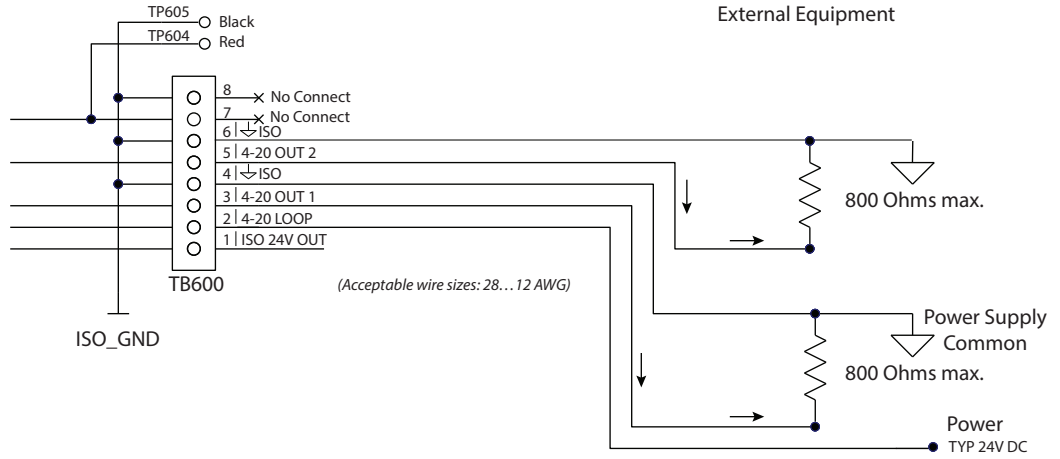 TP605
Black
External Equipment
TP604
Red
8
No Connect
7
No Connect
6 | ISO
5 | 4-20 OUT 2
4 | ISO
3 | 4-20 OUT 1
2 | 4-20 LOOP
1 | ISO 24V OUT
TB600
(Acceptable wire sizes: 28…12 AWG)
ISO_GND
800 Ohms max.
Power Supply
Common
800 Ohms max.
Power
TYP 24V DC